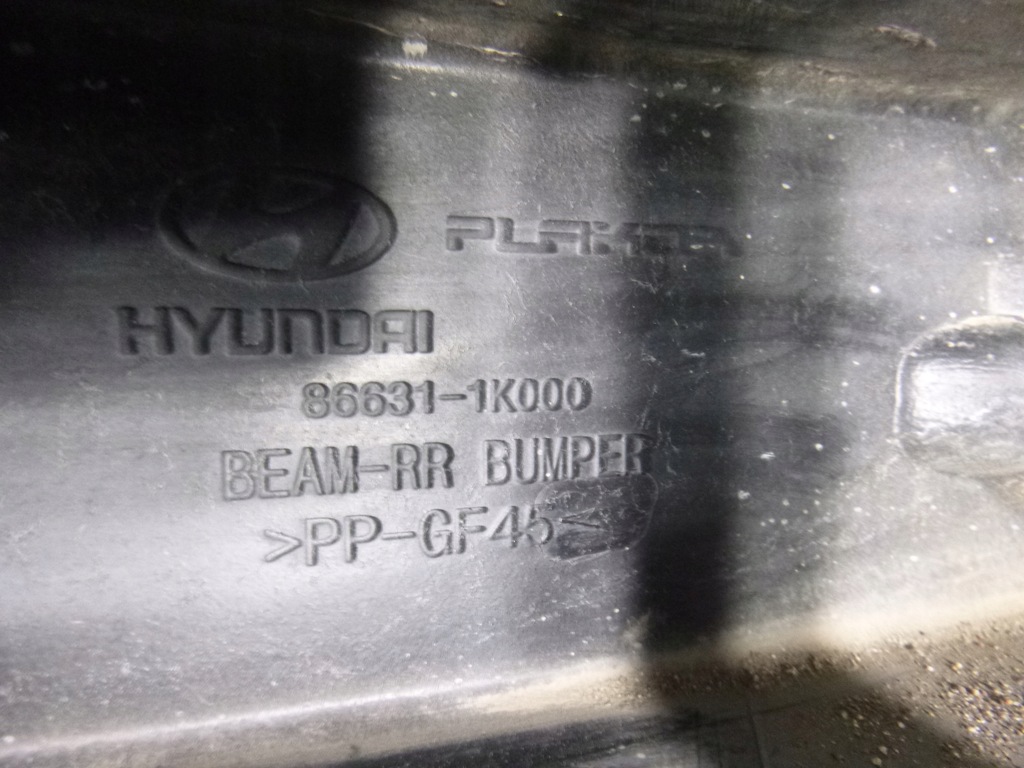 PLAKOR
HYUNDAI
86631-1K000
BEAM-RR BUMPER
>PP-GF45<